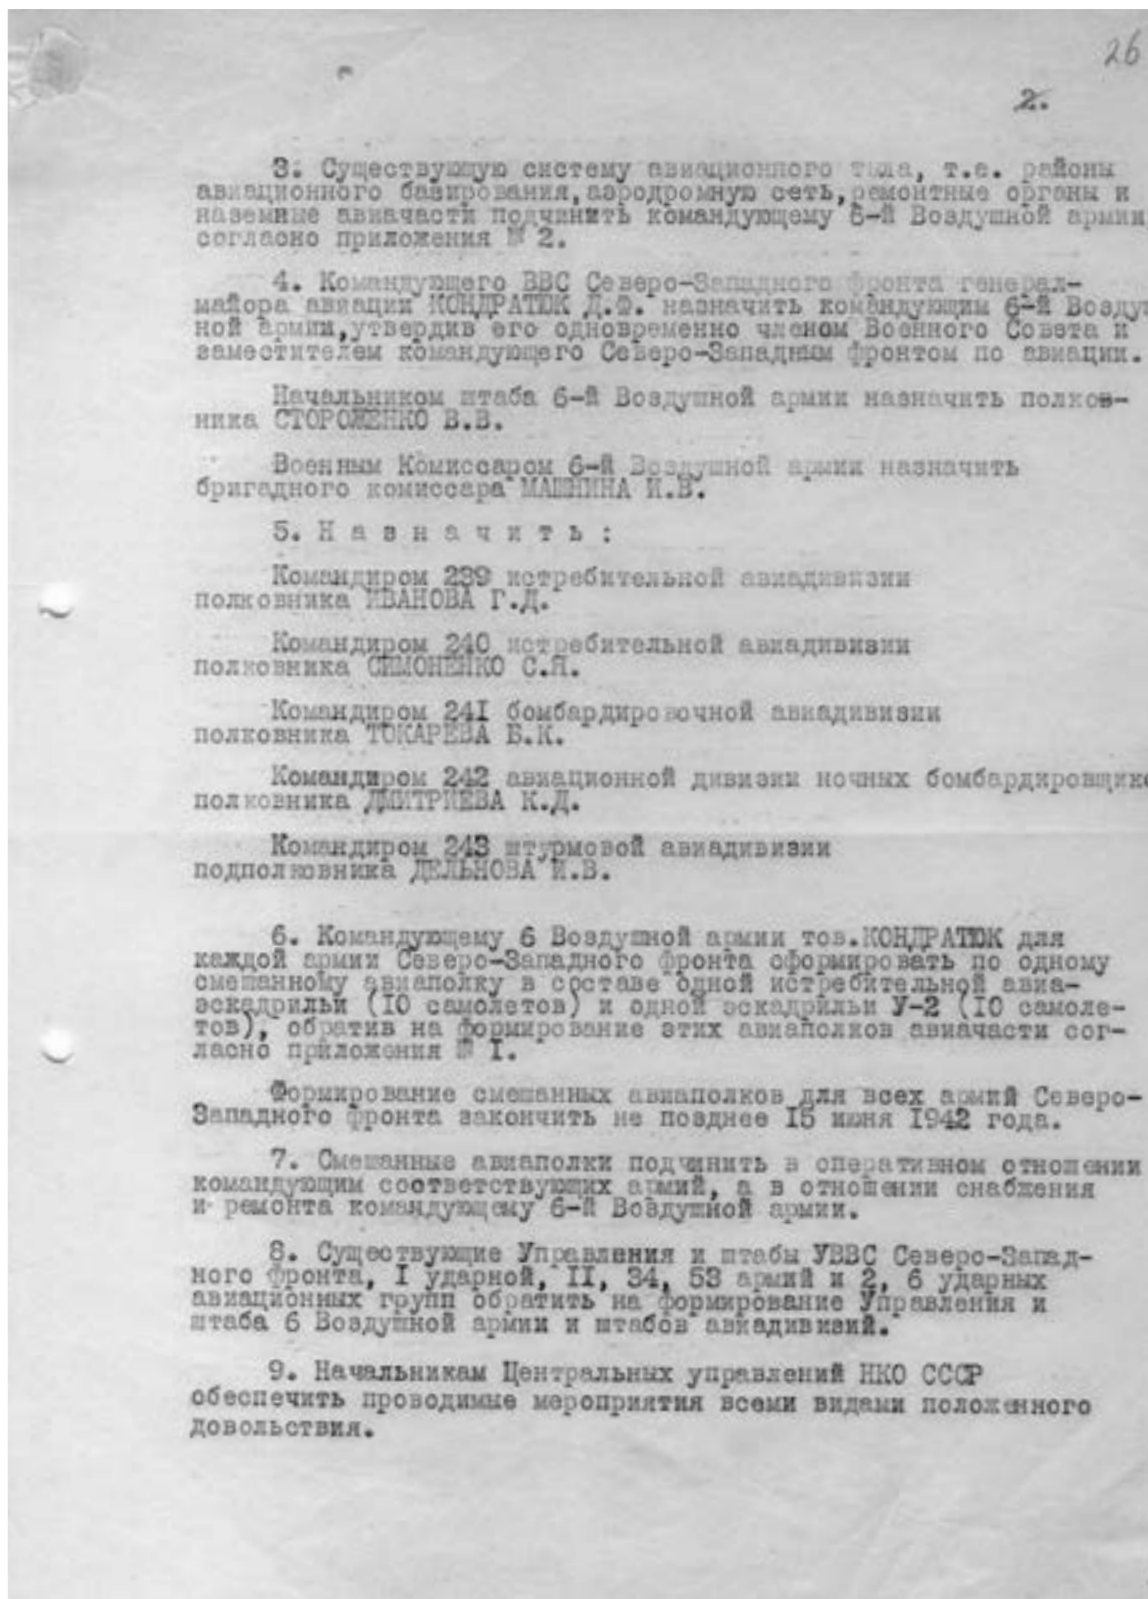 26
2.
3. Существующую систему авиационного тыла, т.е. районы
авиационного базирования, аэродромную сеть, ремонтные органы и
наземные авиачасти подчинить командующему 6-й Воздушной армии,
согласно приложения № 2.
4. Командующего ВВС Северо-Западного фронта генерал-
майора авиации КОНДРАТЮК Д.Ф. назначить командующим 6-й Воздуш
ной армии, утвердив его одновременно членом Военного Совета и
заместителем командующего Северо-Западным фронтом по авиации.
Начальником штаба 6-й Воздушной армии назначить полков-
ника СТОРОЖЕНКО В.В.
Военным Комиссаром 6-й Воздушной армии назначить
бригадного комиссара МАШНИНА И.В.
5. Н а з н а ч и т ь :
Командиром 239 истребительной авиадивизии
полковника ИВАНОВА Г.Д.
Командиром 240 истребительной авиадивизии
полковника СИМОНЕНКО С.Я.
Командиром 241 бомбардировочной авиадивизии
полковника ТОКАРЕВА Б.К.
Командиром 242 авиационной дивизии ночных бомбардировщико
полковника ДМИТРИЕВА К.Д.
Командиром 243 штурмовой авиадивизии
подполковника ДЕЛЬНОВА И.В.
6. Командующему 6 Воздушной армии тов. КОНДРАТЮК для
каждой армии Северо-Западного фронта сформировать по одному
смешанному авиаполку в составе одной истребительной авиа-
эскадрильи (10 самолетов) и одной эскадрильи У-2 (10 самоле-
тов), обратив на формирование этих авиаполков авиачасти сог-
ласно приложения № 1.
Формирование смешанных авиаполков для всех армий Северо-
Западного фронта закончить не позднее 15 июня 1942 года.
7. Смешанные авиаполки подчинить в оперативном отношении
командующим соответствующих армий, а в отношении снабжения
и ремонта командующему 6-й Воздушной армии.
8. Существующие Управления и штабы УВВС Северо-Запад-
ного фронта, I ударной, II, 34, 53 армий и 2, 6 ударных
авиационных групп обратить на формирование Управления и
штаба 6 Воздушной армии и штабов авиадивизий.
9. Начальникам Центральных управлений НКО СССР
обеспечить проводимые мероприятия всеми видами положенного
довольствия.